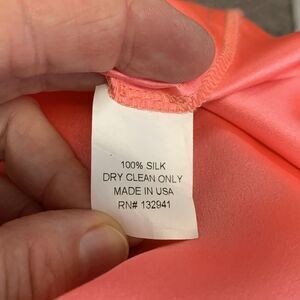 100% SILK
DRY CLEAN ONLY
MADE IN USA
RN# 132941